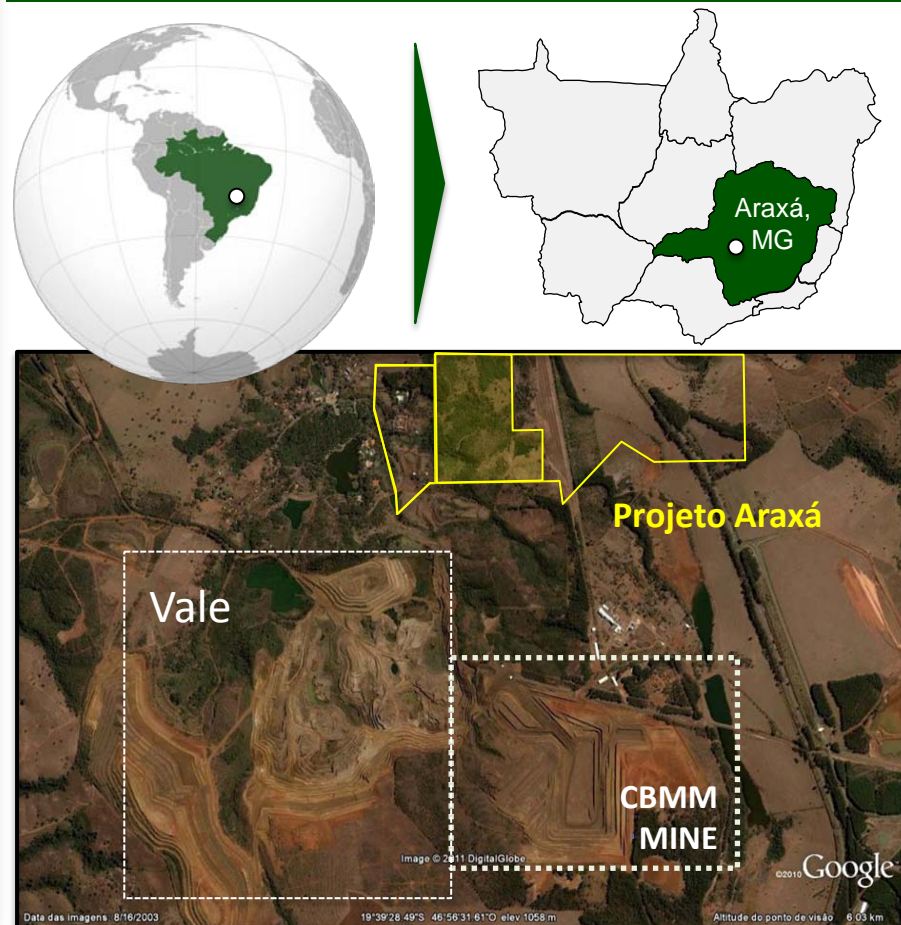 Araxá,
MG
Projeto Araxá
Vale
CBMM
MINE
Image © 2011 DigitalGlobe
©2010 Google
Data das imagens: 8/16/2003
19°39'28.49"S 46°56'31.61"O elev 1058 m
Altitude do ponto de visão 6.03 km